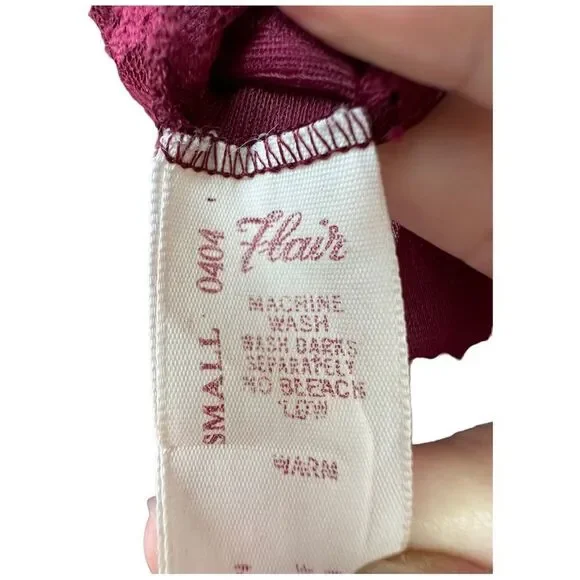 Flair
MACHINE
WASH
WASH DARKS
SEPARATELY
NO BLEACH
WARM
SMALL 0404